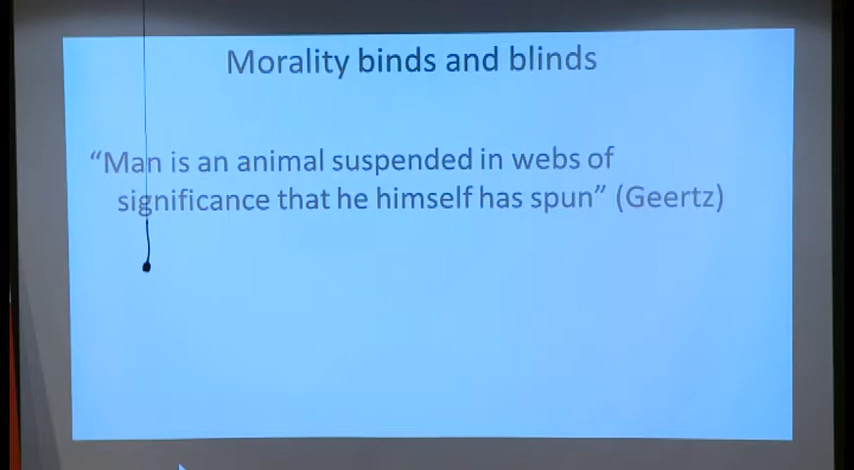 Morality binds and blinds
“Man is an animal suspended in webs of
significance that he himself has spun” (Geertz)